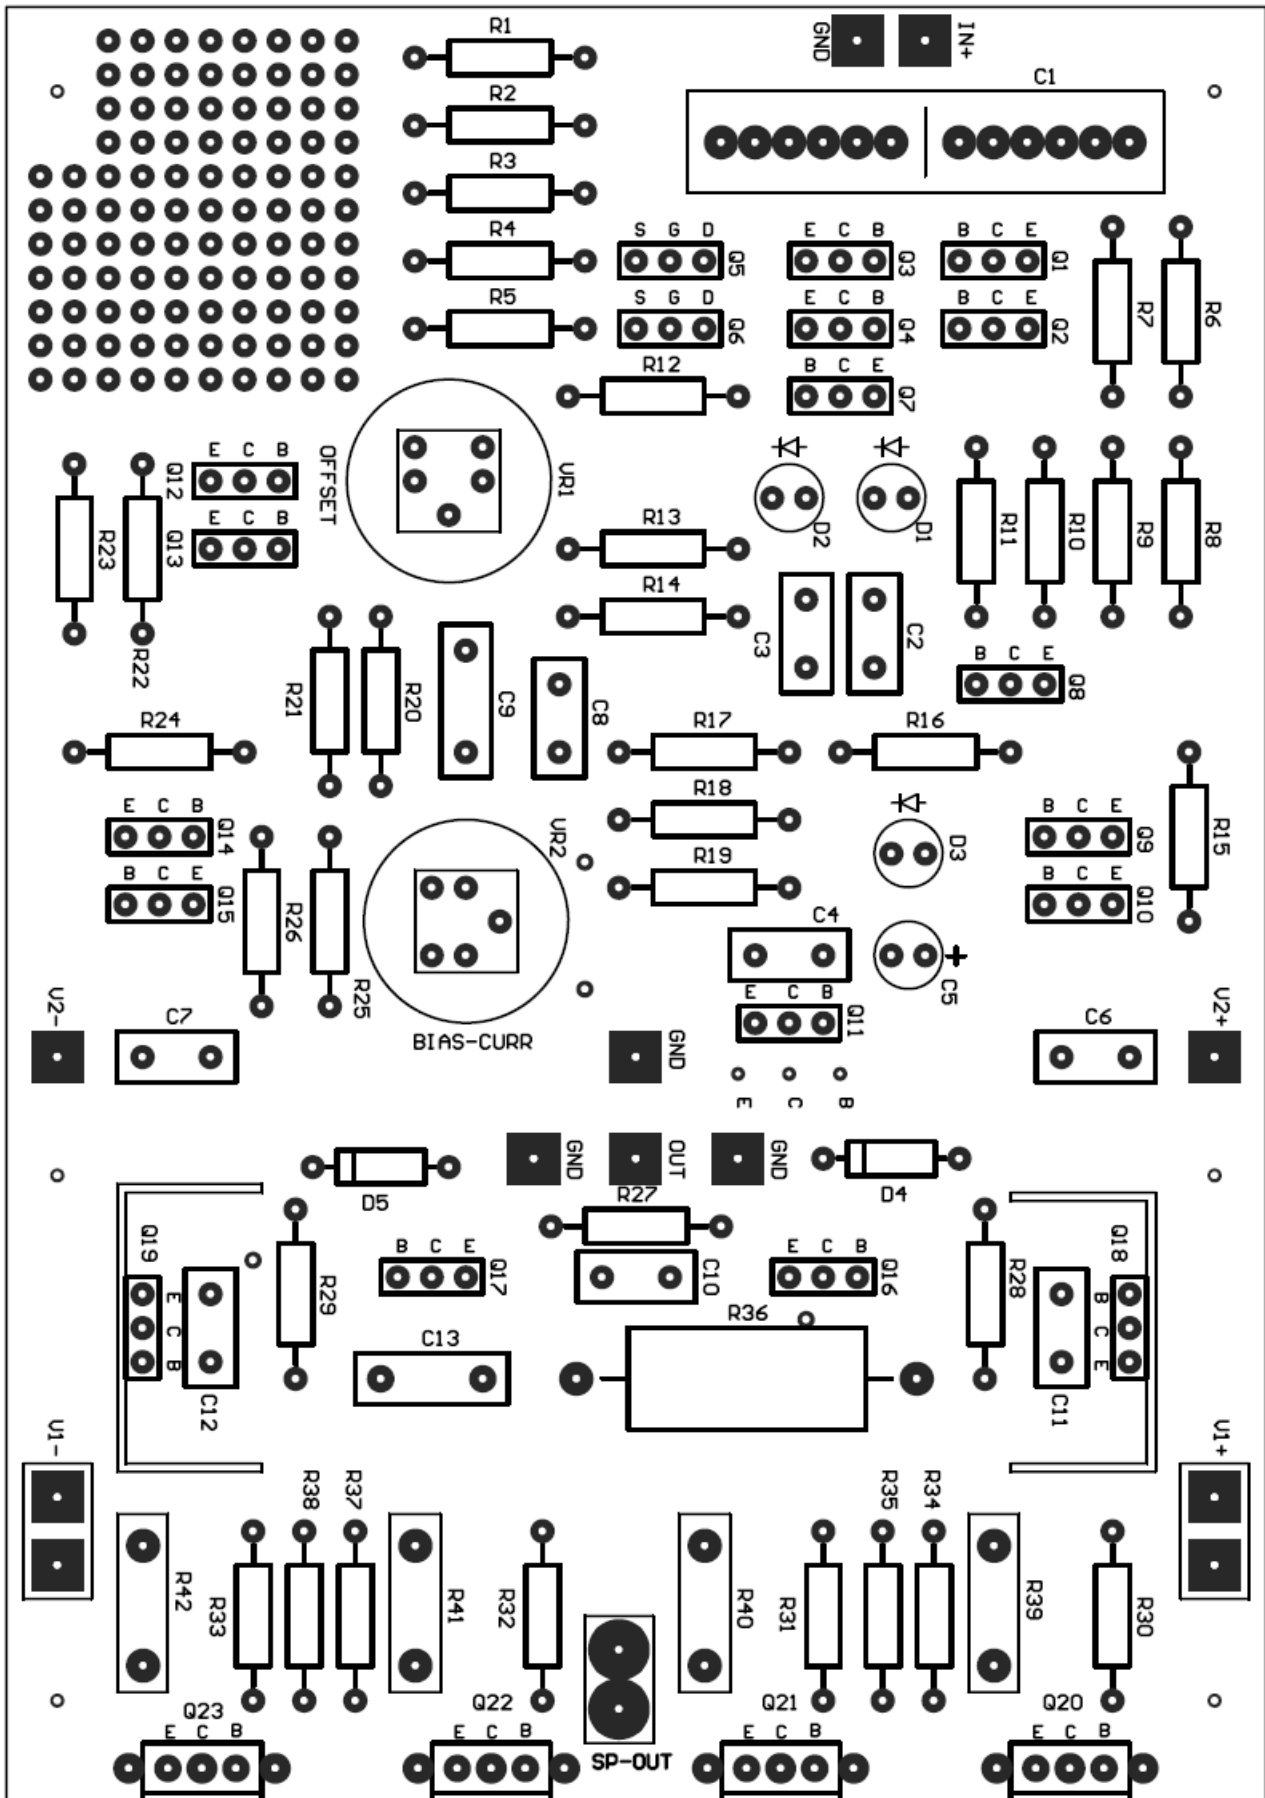 R1
GND
IN+
R2
C1
R3
R4
S G D
Q5
E C B
Q3
B C E
Q1
R5
S G D
Q6
E C B
Q4
B C E
Q2
R7
R6
R12
B C E
Q7
E C B
Q12
OFFSET
VR1
E C B
Q13
R23
R22
R13
D2
D1
R11
R10
R9
R8
R14
C3
C2
B C E
Q8
R21
R20
C9
C8
R24
R17
R16
R18
E C B
Q14
VR2
D3
B C E
Q9
R15
B C E
Q15
R19
B C E
Q10
R26
R25
C4
+
C5
E C B
Q11
V2-
C7
BIAS-CURR
GND
C6
V2+
E C B
GND
OUT
GND
D5
D4
R27
Q19
E
C
B
C12
R29
B C E
Q17
C10
E C B
Q16
R28
C11
Q18
B
C
E
R36
C13
V1-
V1+
R38
R37
R35
R34
R42
R33
R41
R32
R40
R31
R39
R30
Q23
E C B
Q22
E C B
SP-OUT
Q21
E C B
Q20
E C B